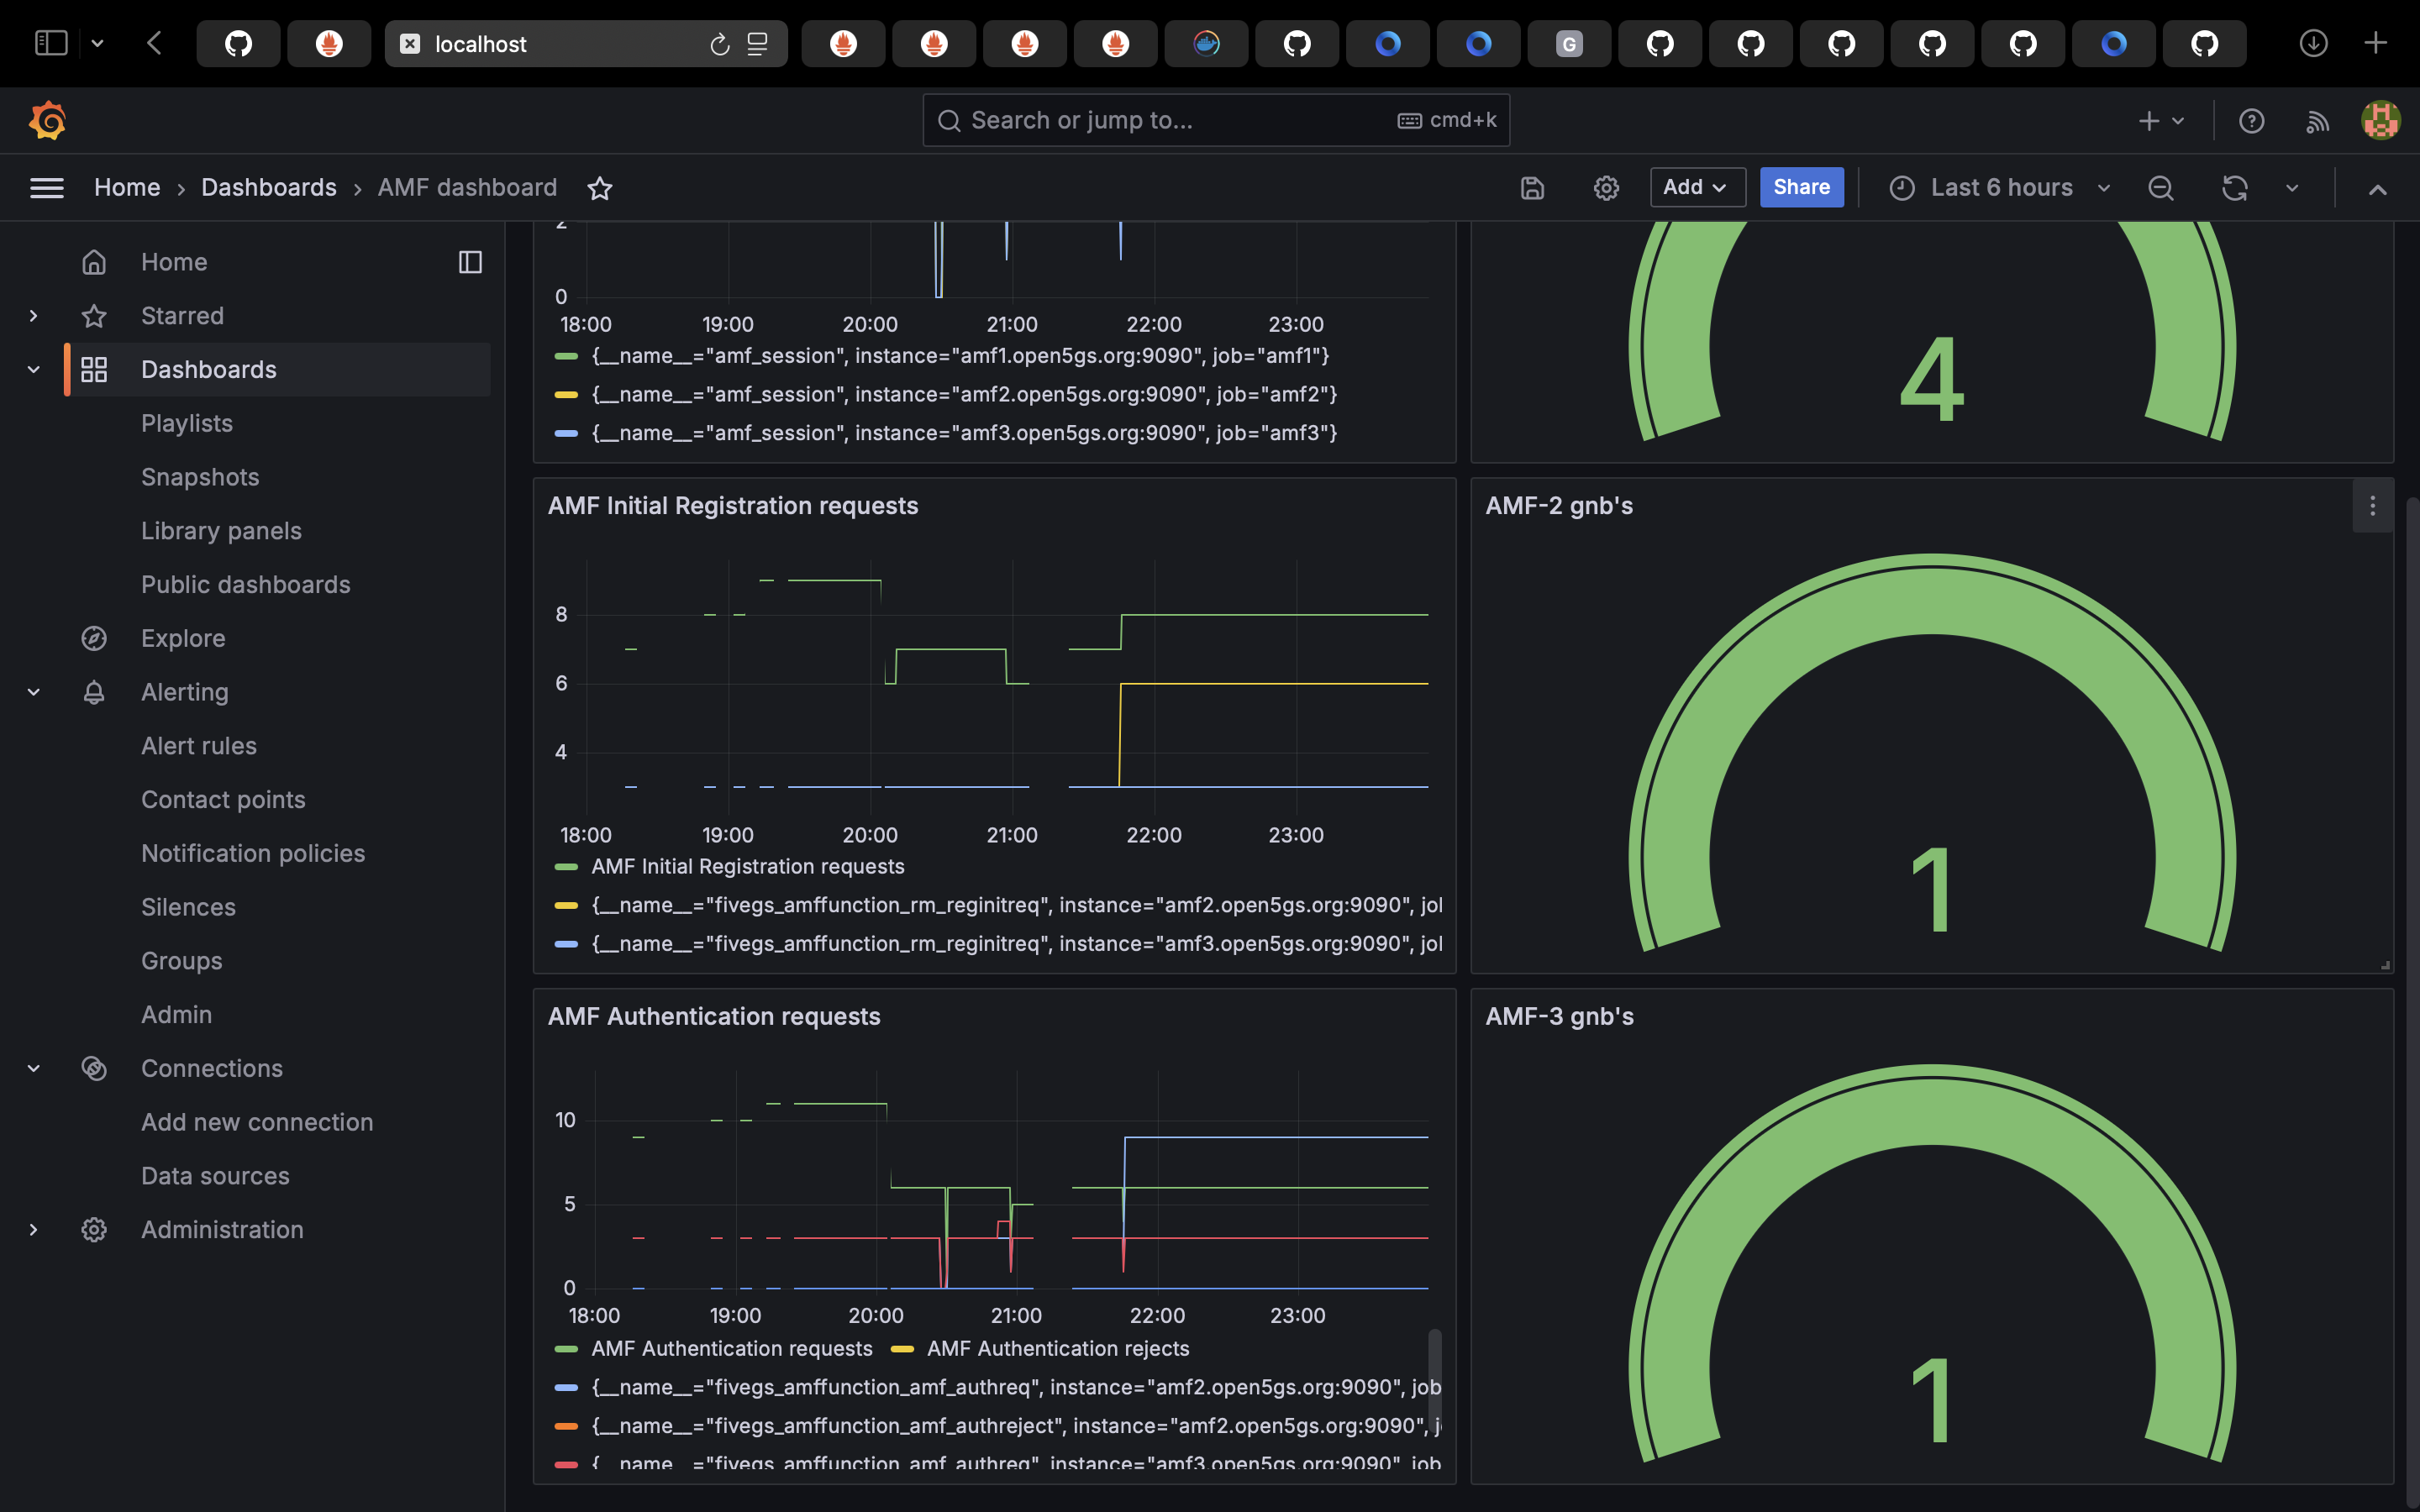 localhost
G
Search or jump to...
cmd+k
Home › Dashboards › AMF dashboard
Add
Share
Last 6 hours
Home
Starred
Dashboards
Playlists
Snapshots
Library panels
Public dashboards
Explore
Alerting
Alert rules
Contact points
Notification policies
Silences
Groups
Admin
Connections
Add new connection
Data sources
Administration
2
0
18:00 19:00 20:00 21:00 22:00 23:00
{__name__="amf_session", instance="amf1.open5gs.org:9090", job="amf1"}
{__name__="amf_session", instance="amf2.open5gs.org:9090", job="amf2"}
{__name__="amf_session", instance="amf3.open5gs.org:9090", job="amf3"}
4
AMF Initial Registration requests
8
6
4
18:00 19:00 20:00 21:00 22:00 23:00
AMF Initial Registration requests
{__name__="fivegs_amffunction_rm_reginitreq", instance="amf2.open5gs.org:9090",
{__name__="fivegs_amffunction_rm_reginitreq", instance="amf3.open5gs.org:9090",
AMF-2 gnb's
1
AMF Authentication requests
10
5
0
18:00 19:00 20:00 21:00 22:00 23:00
AMF Authentication requests AMF Authentication rejects
{__name__="fivegs_amffunction_amf_authreq", instance="amf2.open5gs.org:9090", job
{__name__="fivegs_amffunction_amf_authreject", instance="amf2.open5gs.org:9090",
{__name__="fivegs_amffunction_amf_authreq", instance="amf3.open5gs.org:9090", job
AMF-3 gnb's
1